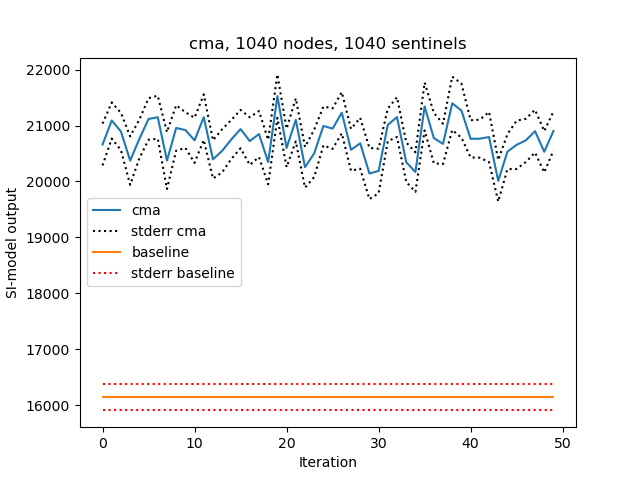 cma, 1040 nodes, 1040 sentinels
22000
21000
20000
19000
18000
17000
16000
SI-model output
cma
stderr cma
baseline
stderr baseline
0
10
20
30
40
50
Iteration